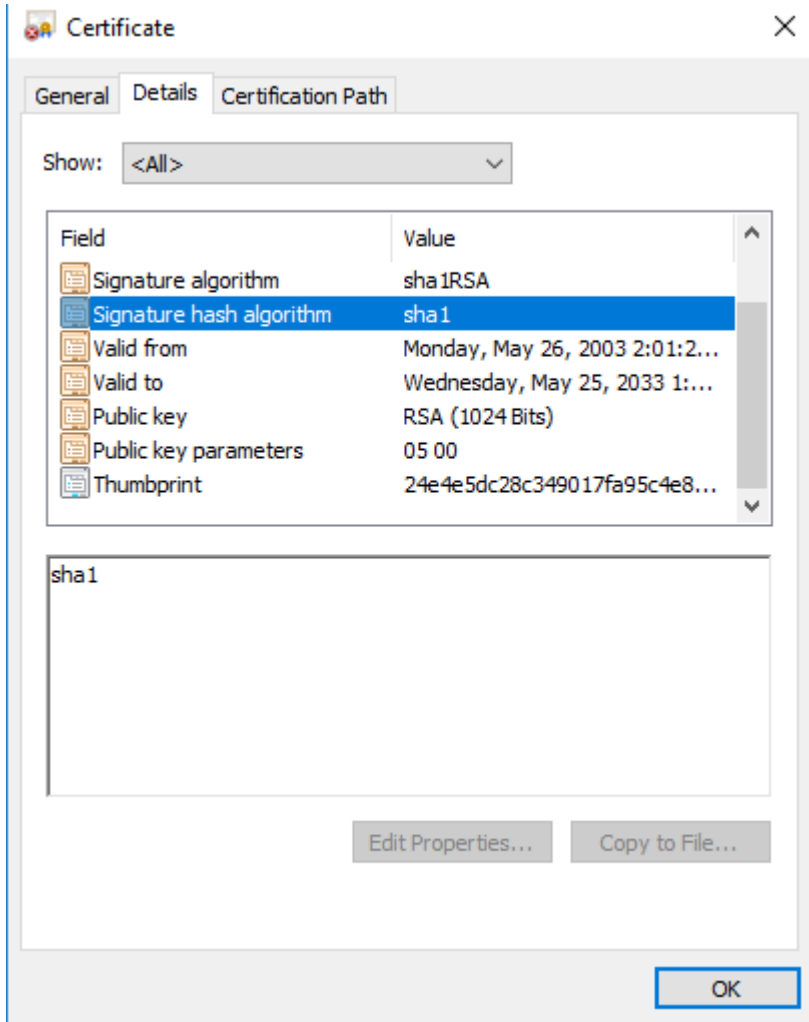 Certificate
General Details Certification Path
Show: <All>
Field Value
Signature algorithm sha1RSA
Signature hash algorithm sha1
Valid from Monday, May 26, 2003 2:01:2...
Valid to Wednesday, May 25, 2033 1:...
Public key RSA (1024 Bits)
Public key parameters 05 00
Thumbprint 24e4e5dc28c349017fa95c4e8...
sha1
Edit Properties... Copy to File...
OK